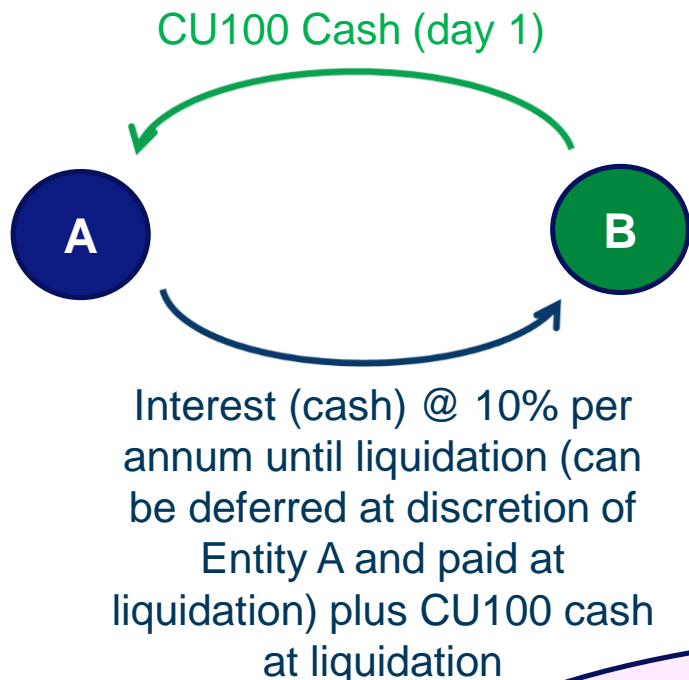 CU100 Cash (day 1)
A
B
Interest (cash) @ 10% per
annum until liquidation (can
be deferred at discretion of
Entity A and paid at
liquidation) plus CU100 cash
at liquidation